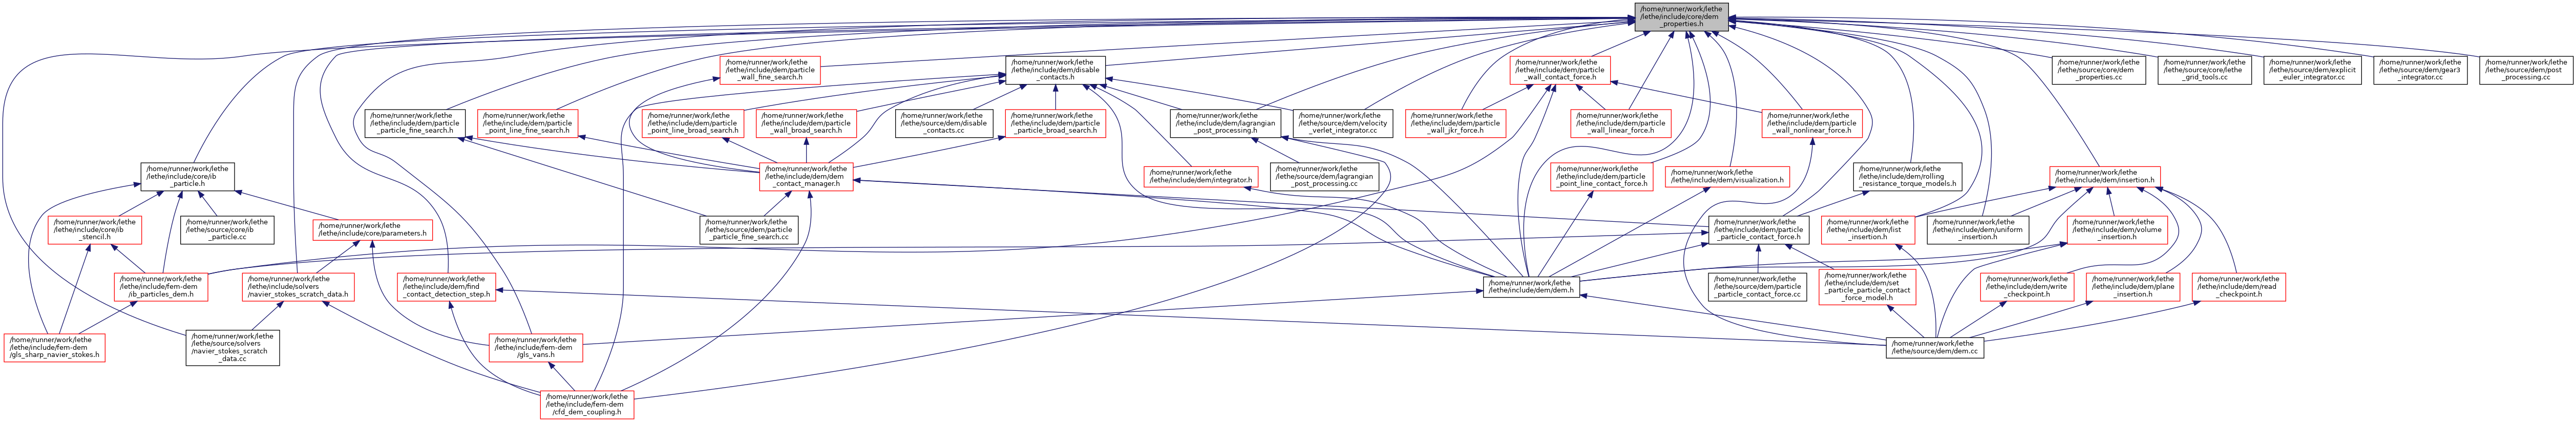 /home/runner/work/lethe
/lethe/include/core/dem
_properties.h
/home/runner/work/lethe
/lethe/include/dem/particle
_wall_fine_search.h
/home/runner/work/lethe
/lethe/include/dem/disable
_contacts.h
/home/runner/work/lethe
/lethe/include/dem/particle
_wall_contact_force.h
/home/runner/work/lethe
/lethe/source/core/dem
_properties.cc
/home/runner/work/lethe
/lethe/source/core/lethe
_grid_tools.cc
/home/runner/work/lethe
/lethe/source/dem/explicit
_euler_integrator.cc
/home/runner/work/lethe
/lethe/source/dem/gear3
_integrator.cc
/home/runner/work/lethe
/lethe/source/dem/post
_processing.cc
/home/runner/work/lethe
/lethe/include/dem/particle
_particle_fine_search.h
/home/runner/work/lethe
/lethe/include/dem/particle
_point_line_fine_search.h
/home/runner/work/lethe
/lethe/include/dem/particle
_point_line_broad_search.h
/home/runner/work/lethe
/lethe/include/dem/particle
_wall_broad_search.h
/home/runner/work/lethe
/lethe/source/dem/disable
_contacts.cc
/home/runner/work/lethe
/lethe/include/dem/particle
_particle_broad_search.h
/home/runner/work/lethe
/lethe/include/dem/lagrangian
_post_processing.h
/home/runner/work/lethe
/lethe/source/dem/velocity
_verlet_integrator.cc
/home/runner/work/lethe
/lethe/include/dem/particle
_wall_jkr_force.h
/home/runner/work/lethe
/lethe/include/dem/particle
_wall_linear_force.h
/home/runner/work/lethe
/lethe/include/dem/particle
_wall_nonlinear_force.h
/home/runner/work/lethe
/lethe/include/core/ib
_particle.h
/home/runner/work/lethe
/lethe/include/dem/dem
_contact_manager.h
/home/runner/work/lethe
/lethe/include/dem/integrator.h
/home/runner/work/lethe
/lethe/source/dem/lagrangian
_post_processing.cc
/home/runner/work/lethe
/lethe/include/dem/particle
_point_line_contact_force.h
/home/runner/work/lethe
/lethe/include/dem/visualization.h
/home/runner/work/lethe
/lethe/include/dem/rolling
_resistance_torque_models.h
/home/runner/work/lethe
/lethe/include/dem/insertion.h
/home/runner/work/lethe
/lethe/include/core/ib
_stencil.h
/home/runner/work/lethe
/lethe/source/core/ib
_particle.cc
/home/runner/work/lethe
/lethe/include/core/parameters.h
/home/runner/work/lethe
/lethe/source/dem/particle
_particle_fine_search.cc
/home/runner/work/lethe
/lethe/include/dem/particle
_particle_contact_force.h
/home/runner/work/lethe
/lethe/include/dem/list
_insertion.h
/home/runner/work/lethe
/lethe/include/dem/uniform
_insertion.h
/home/runner/work/lethe
/lethe/include/dem/volume
_insertion.h
/home/runner/work/lethe
/lethe/include/fem-dem
/ib_particles_dem.h
/home/runner/work/lethe
/lethe/include/solvers
/navier_stokes_scratch_data.h
/home/runner/work/lethe
/lethe/include/dem/find
_contact_detection_step.h
/home/runner/work/lethe
/lethe/include/dem/dem.h
/home/runner/work/lethe
/lethe/source/dem/particle
_particle_contact_force.cc
/home/runner/work/lethe
/lethe/include/dem/set
_particle_particle_contact
_force_model.h
/home/runner/work/lethe
/lethe/include/dem/write
_checkpoint.h
/home/runner/work/lethe
/lethe/include/dem/plane
_insertion.h
/home/runner/work/lethe
/lethe/include/dem/read
_checkpoint.h
/home/runner/work/lethe
/lethe/include/fem-dem
/gls_sharp_navier_stokes.h
/home/runner/work/lethe
/lethe/source/solvers
/navier_stokes_scratch
_data.cc
/home/runner/work/lethe
/lethe/include/fem-dem
/gls_vans.h
/home/runner/work/lethe
/lethe/source/dem/dem.cc
/home/runner/work/lethe
/lethe/include/fem-dem
/cfd_dem_coupling.h